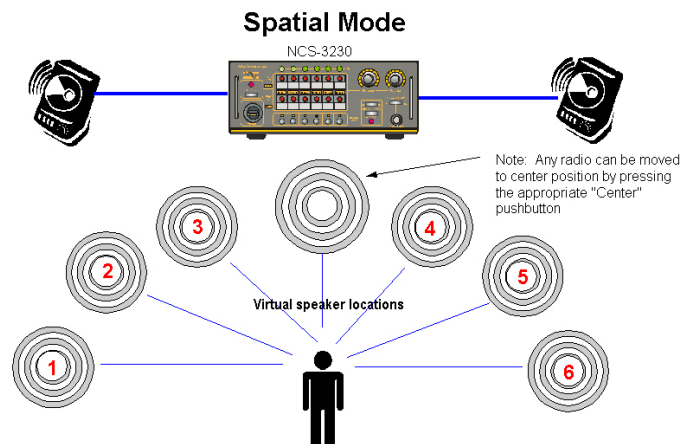 Spatial Mode
NCS-3230
Note: Any radio can be moved
to center position by pressing
the appropriate "Center"
pushbutton
3
4
2
5
Virtual speaker locations
1
6